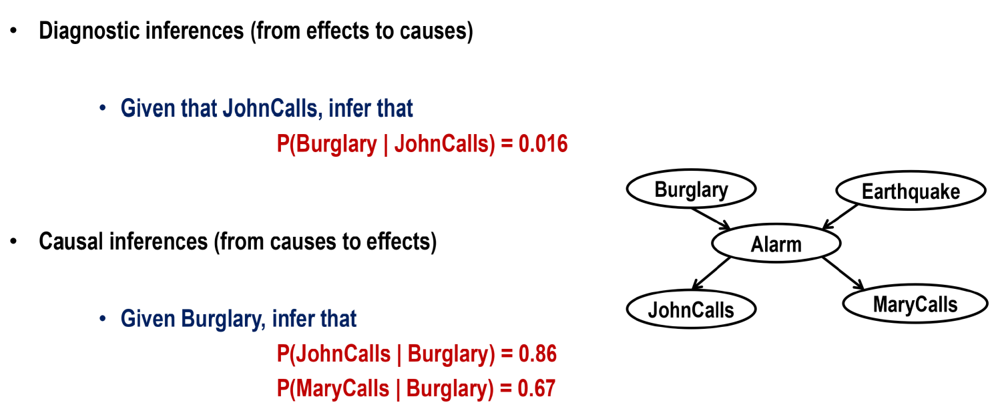 • Diagnostic inferences (from effects to causes)
• Given that JohnCalls, infer that
P(Burglary | JohnCalls) = 0.016
• Causal inferences (from causes to effects)
• Given Burglary, infer that
P(JohnCalls | Burglary) = 0.86
P(MaryCalls | Burglary) = 0.67
Burglary
Earthquake
Alarm
JohnCalls
MaryCalls